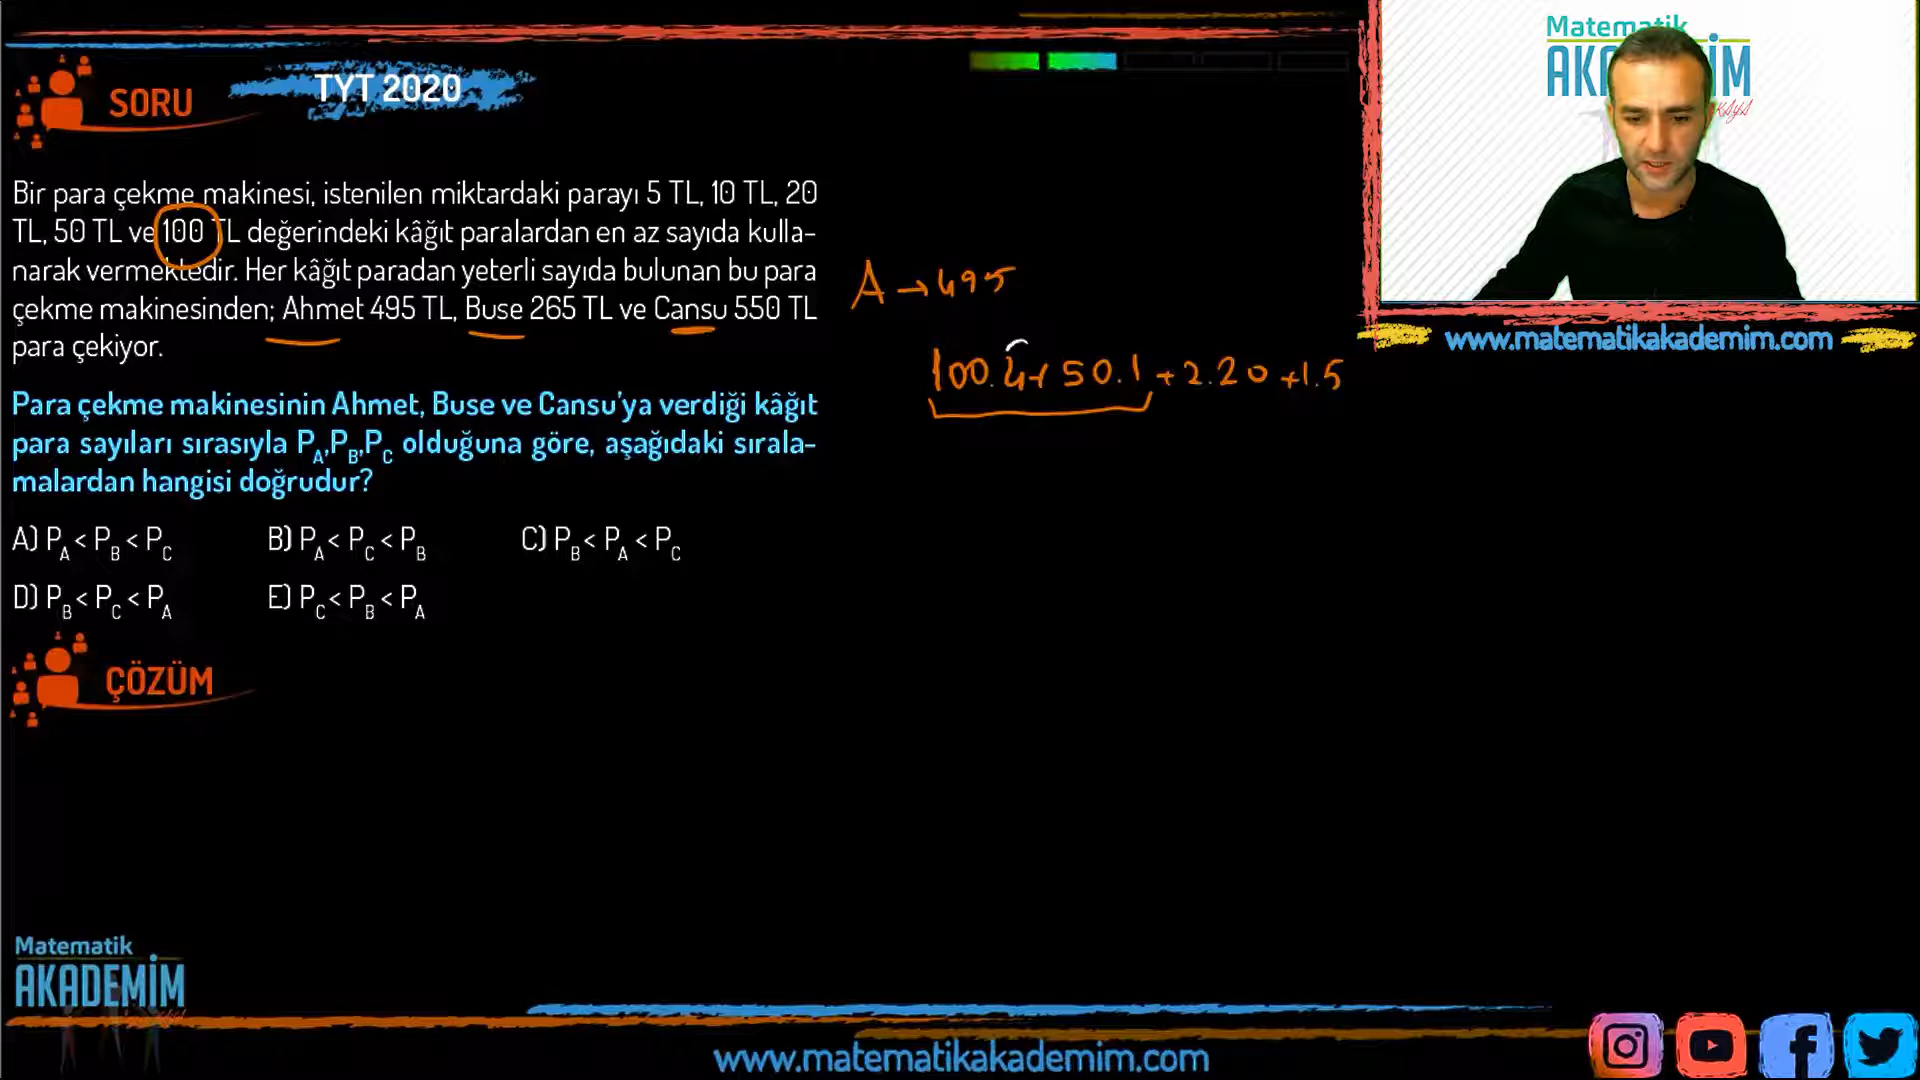 SORU
TYT 2020
Bir para çekme makinesi, istenilen miktardaki parayı 5 TL, 10 TL, 20
TL, 50 TL ve 100 TL değerindeki kâğıt paralardan en az sayıda kulla-
narak vermektedir. Her kâğıt paradan yeterli sayıda bulunan bu para
çekme makinesinden; Ahmet 495 TL, Buse 265 TL ve Cansu 550 TL
para çekiyor.
Para çekme makinesinin Ahmet, Buse ve Cansu'ya verdiği kâğıt
para sayıları sırasıyla P_A,P_B,P_C olduğuna göre, aşağıdaki sırala-
malardan hangisi doğrudur?
A) P_A < P_B < P_C B) P_A < P_C < P_B C) P_B < P_A < P_C
D) P_B < P_C < P_A E) P_C < P_B < P_A
ÇÖZÜM
A → 495
100.4 + 50.1 + 2.20 + 1.5
Matematik
www.matematikakademim.com
Matematik
AKADEMİM
www.matematikakademim.com